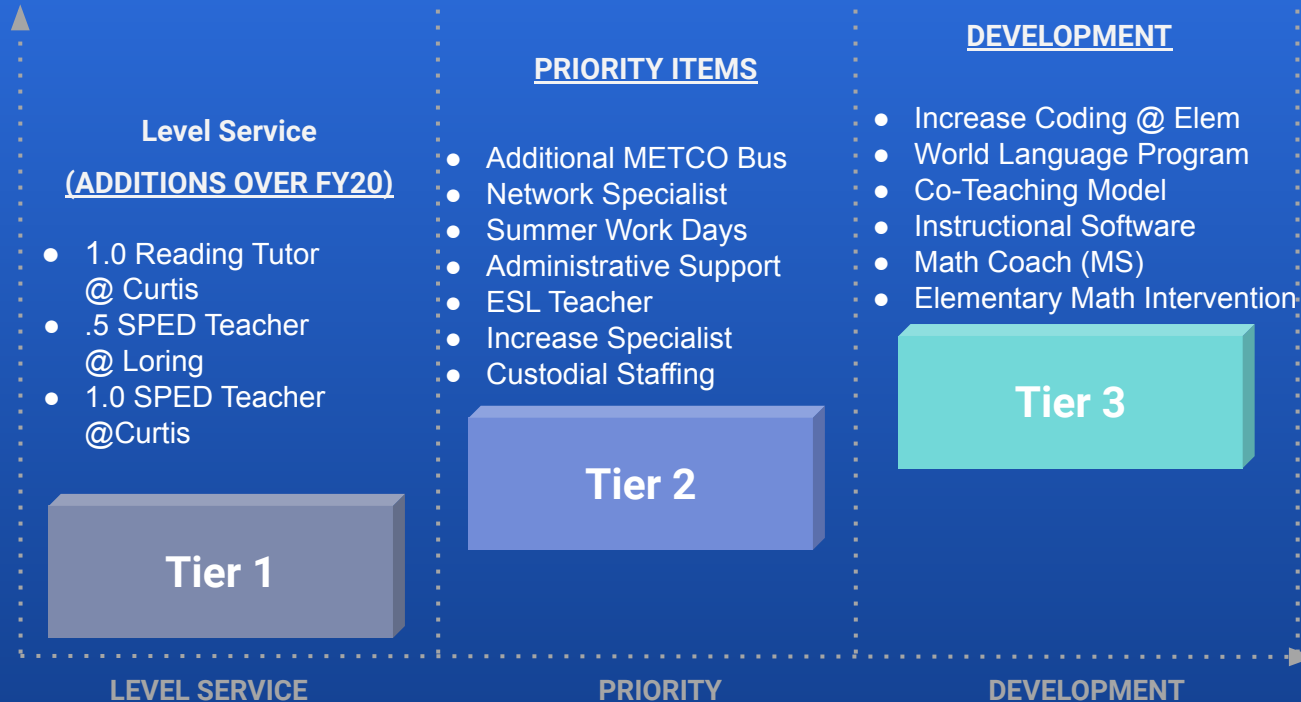 Level Service
(ADDITIONS OVER FY20)
● 1.0 Reading Tutor
@ Curtis
● .5 SPED Teacher
@ Loring
● 1.0 SPED Teacher
@Curtis
Tier 1
LEVEL SERVICE
PRIORITY ITEMS
● Additional METCO Bus
● Network Specialist
● Summer Work Days
● Administrative Support
● ESL Teacher
● Increase Specialist
● Custodial Staffing
Tier 2
PRIORITY
DEVELOPMENT
● Increase Coding @ Elem
● World Language Program
● Co-Teaching Model
● Instructional Software
● Math Coach (MS)
● Elementary Math Intervention
Tier 3
DEVELOPMENT